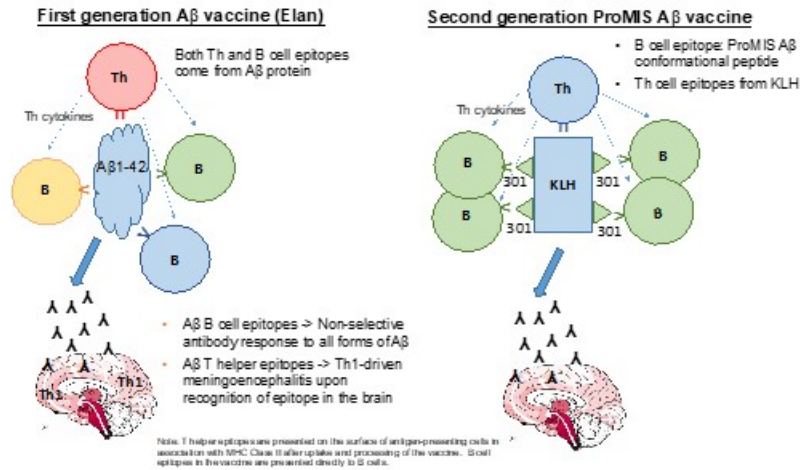 First generation Aβ vaccine (Elan)
Both Th and B cell epitopes
come from Aβ protein
Th
Th cytokines
Aβ1-42
B
B
B
• Aβ B cell epitopes -> Non-selective
antibody response to all forms of Aβ
• Aβ T helper epitopes -> Th1-driven
meningoencephalitis upon
recognition of epitope in the brain
Th1
Th1
Second generation ProMIS Aβ vaccine
• B cell epitope: ProMIS Aβ
conformational peptide
• Th cell epitopes from KLH
Th
Th cytokines
B
B
301
301
KLH
B
B
301
301
Note. T helper epitopes are presented on the surface of antigen-presenting cells in
association with MHC Class II after uptake and processing of the vaccine. B cell
epitopes in the vaccine are presented directly to B cells.